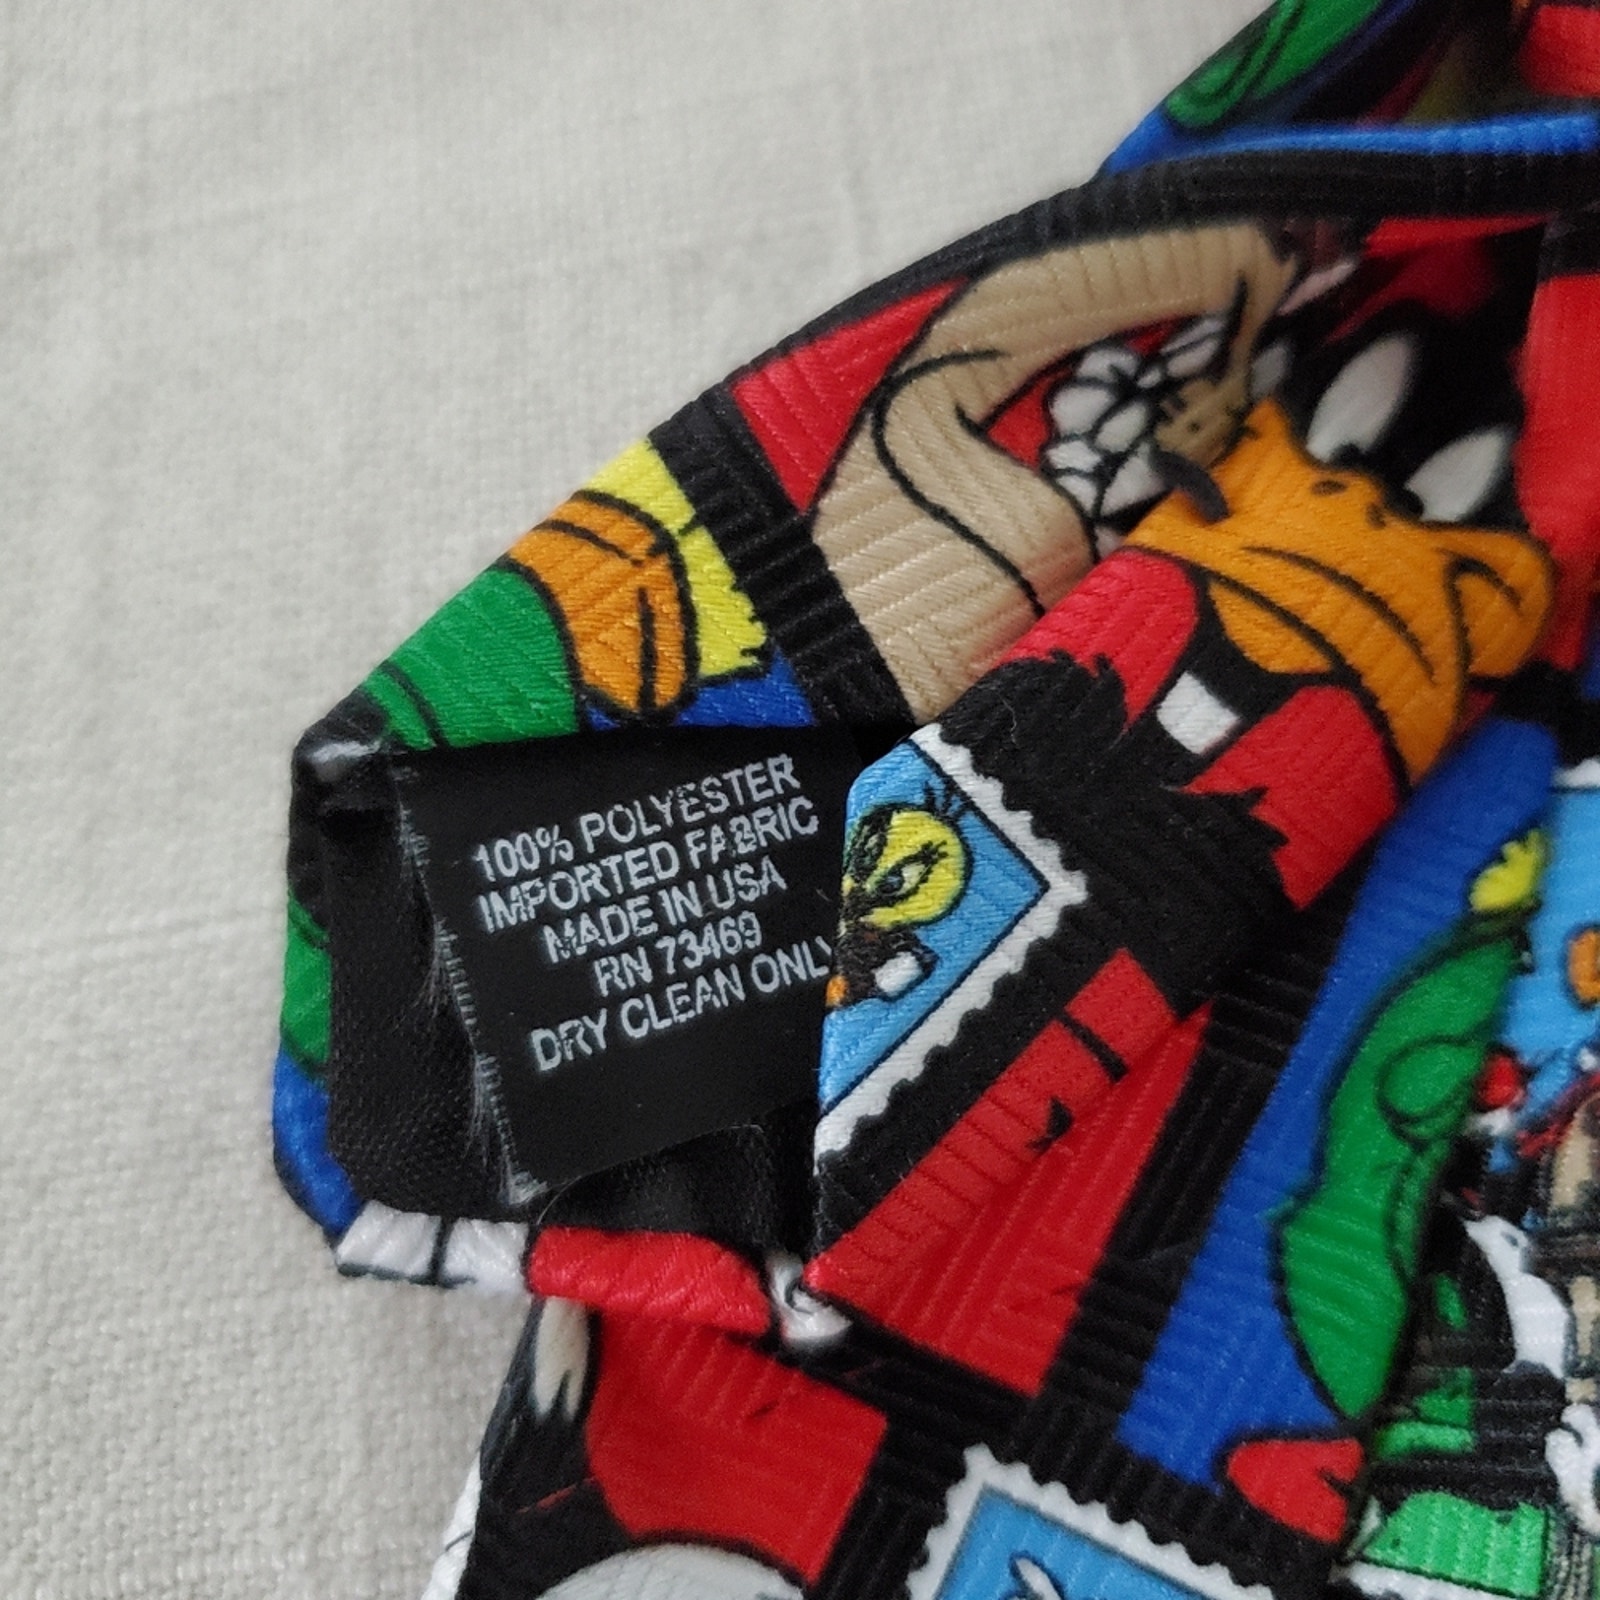 100% POLYESTER
IMPORTED FABRIC
MADE IN USA
RN 73469
DRY CLEAN ONLY